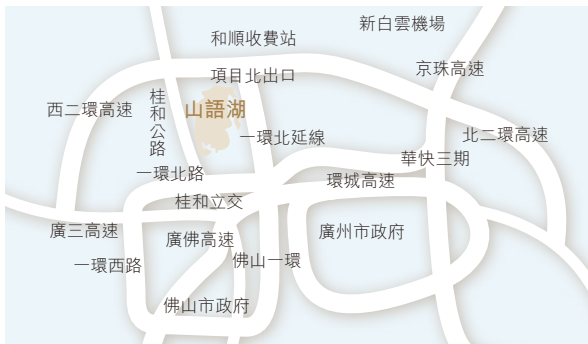 新白雲機場
和順收費站
京珠高速
項目北出口
西二環高速
桂和公路
山語湖
一環北延線
北二環高速
華快三期
一環北路
環城高速
桂和立交
廣三高速
廣佛高速
廣州市政府
一環西路
佛山一環
佛山市政府